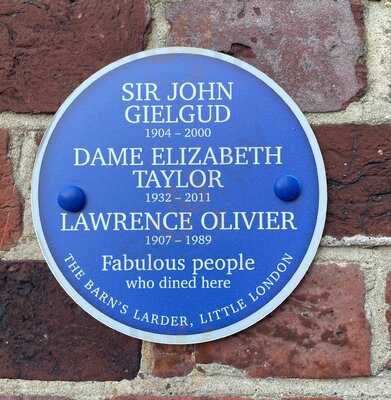 SIR JOHN
GIELGUD
1904 – 2000
DAME ELIZABETH
TAYLOR
1932 – 2011
LAWRENCE OLIVIER
1907 – 1989
Fabulous people
who dined here
THE BARN'S LARDER, LITTLE LONDON